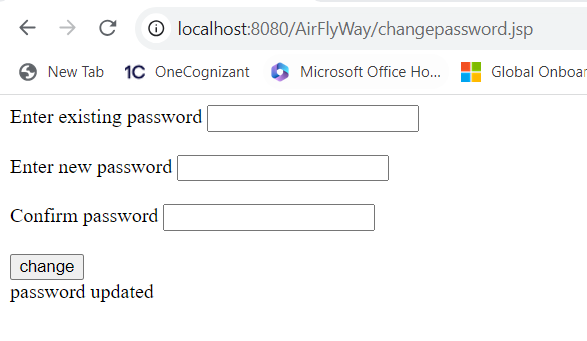 localhost:8080/AirFlyWay/changepassword.jsp
New Tab 1C OneCognizant Microsoft Office Ho... Global Onboar
Enter existing password
Enter new password
Confirm password
change
password updated